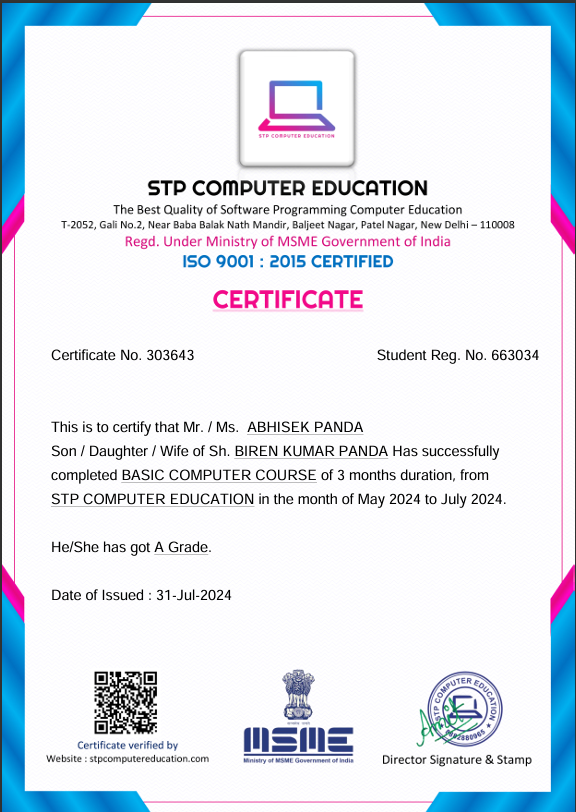 STP COMPUTER EDUCATION
STP COMPUTER EDUCATION
The Best Quality of Software Programming Computer Education
T-2052, Gali No.2, Near Baba Balak Nath Mandir, Baljeet Nagar, Patel Nagar, New Delhi – 110008
Regd. Under Ministry of MSME Government of India
ISO 9001 : 2015 CERTIFIED
CERTIFICATE
Certificate No. 303643 Student Reg. No. 663034
This is to certify that Mr. / Ms. ABHISEK PANDA
Son / Daughter / Wife of Sh. BIREN KUMAR PANDA Has successfully
completed BASIC COMPUTER COURSE of 3 months duration, from
STP COMPUTER EDUCATION in the month of May 2024 to July 2024.
He/She has got A Grade.
Date of Issued : 31-Jul-2024
Certificate verified by
Website : stpcomputereducation.com
MSME
Ministry of MSME Government of India
STP COMPUTER EDUCATION
Director Signature & Stamp